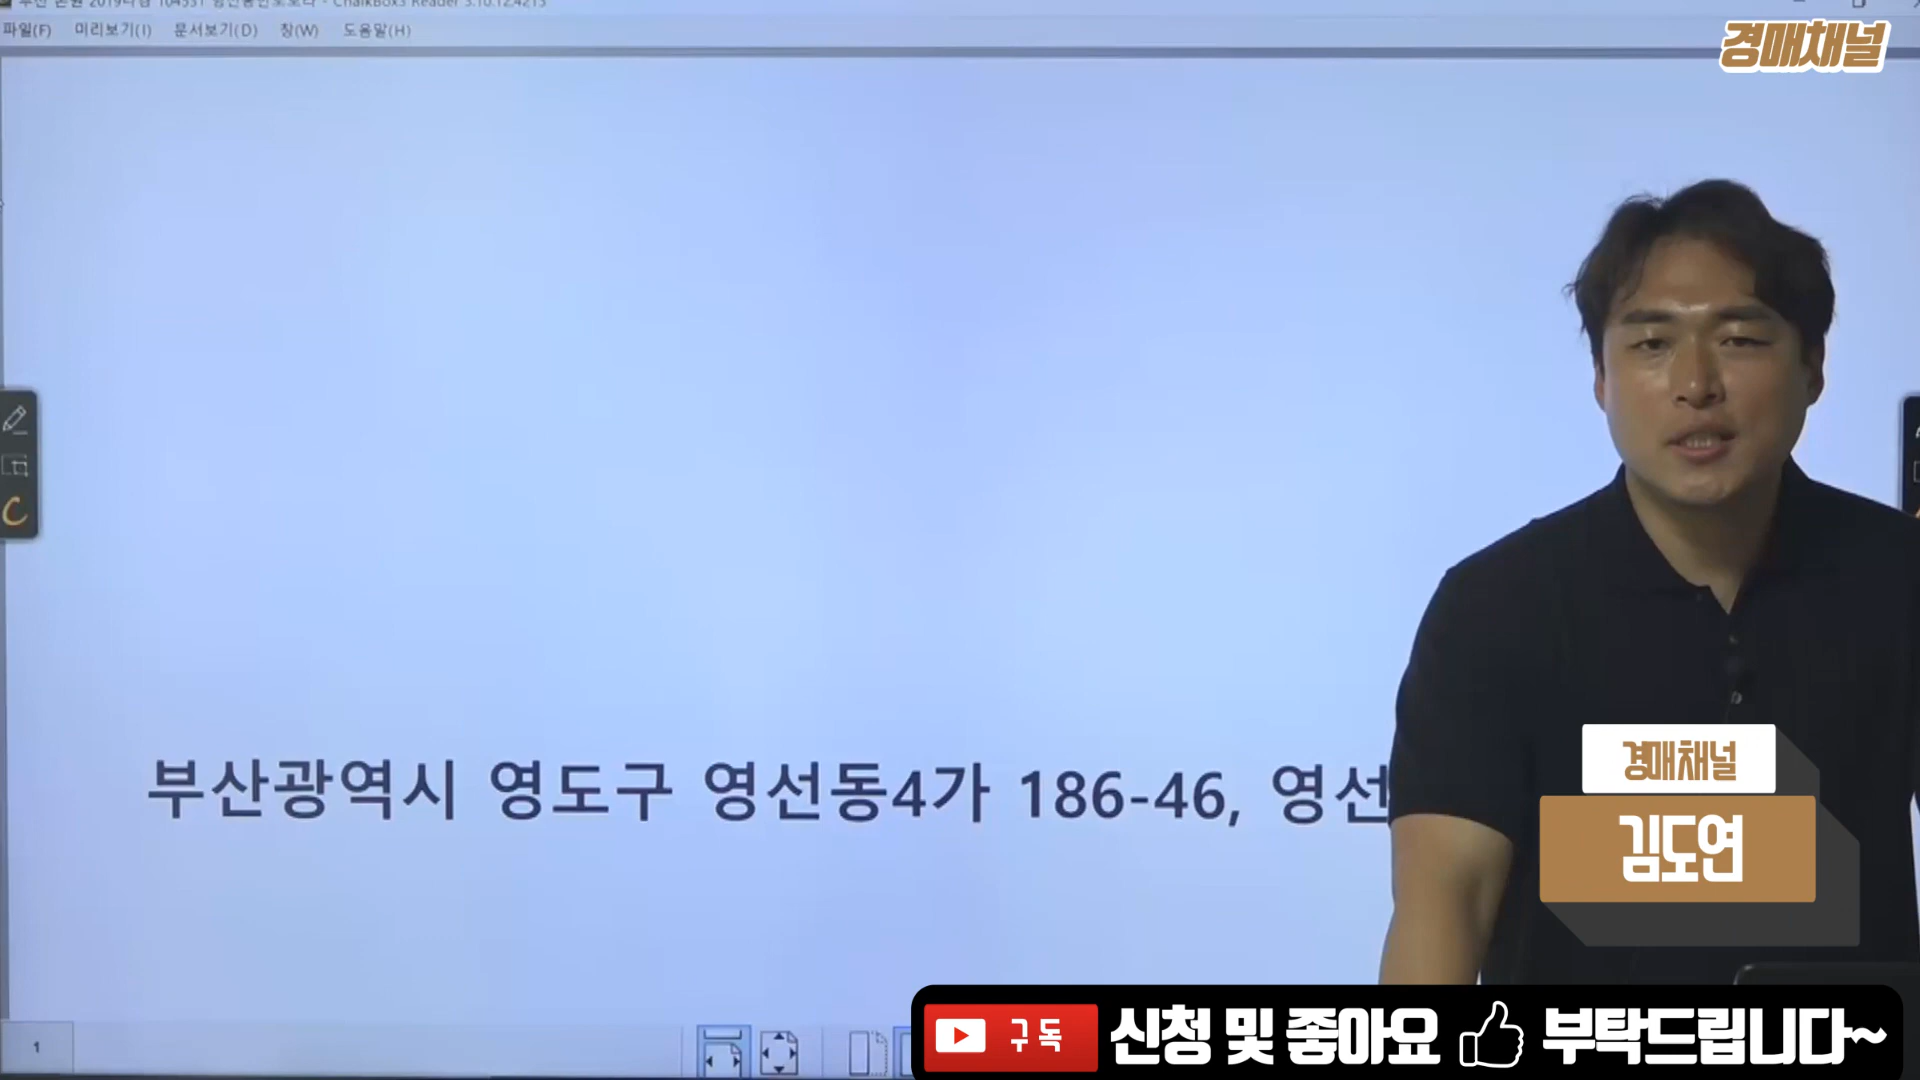 파일(F) 미리보기(I) 문서보기(D) 창(W) 도움말(H)
경매채널
C
부산광역시 영도구 영선동4가 186-46, 영선
경매채널
김도연
1
구독 신청 및 좋아요 부탁드립니다~